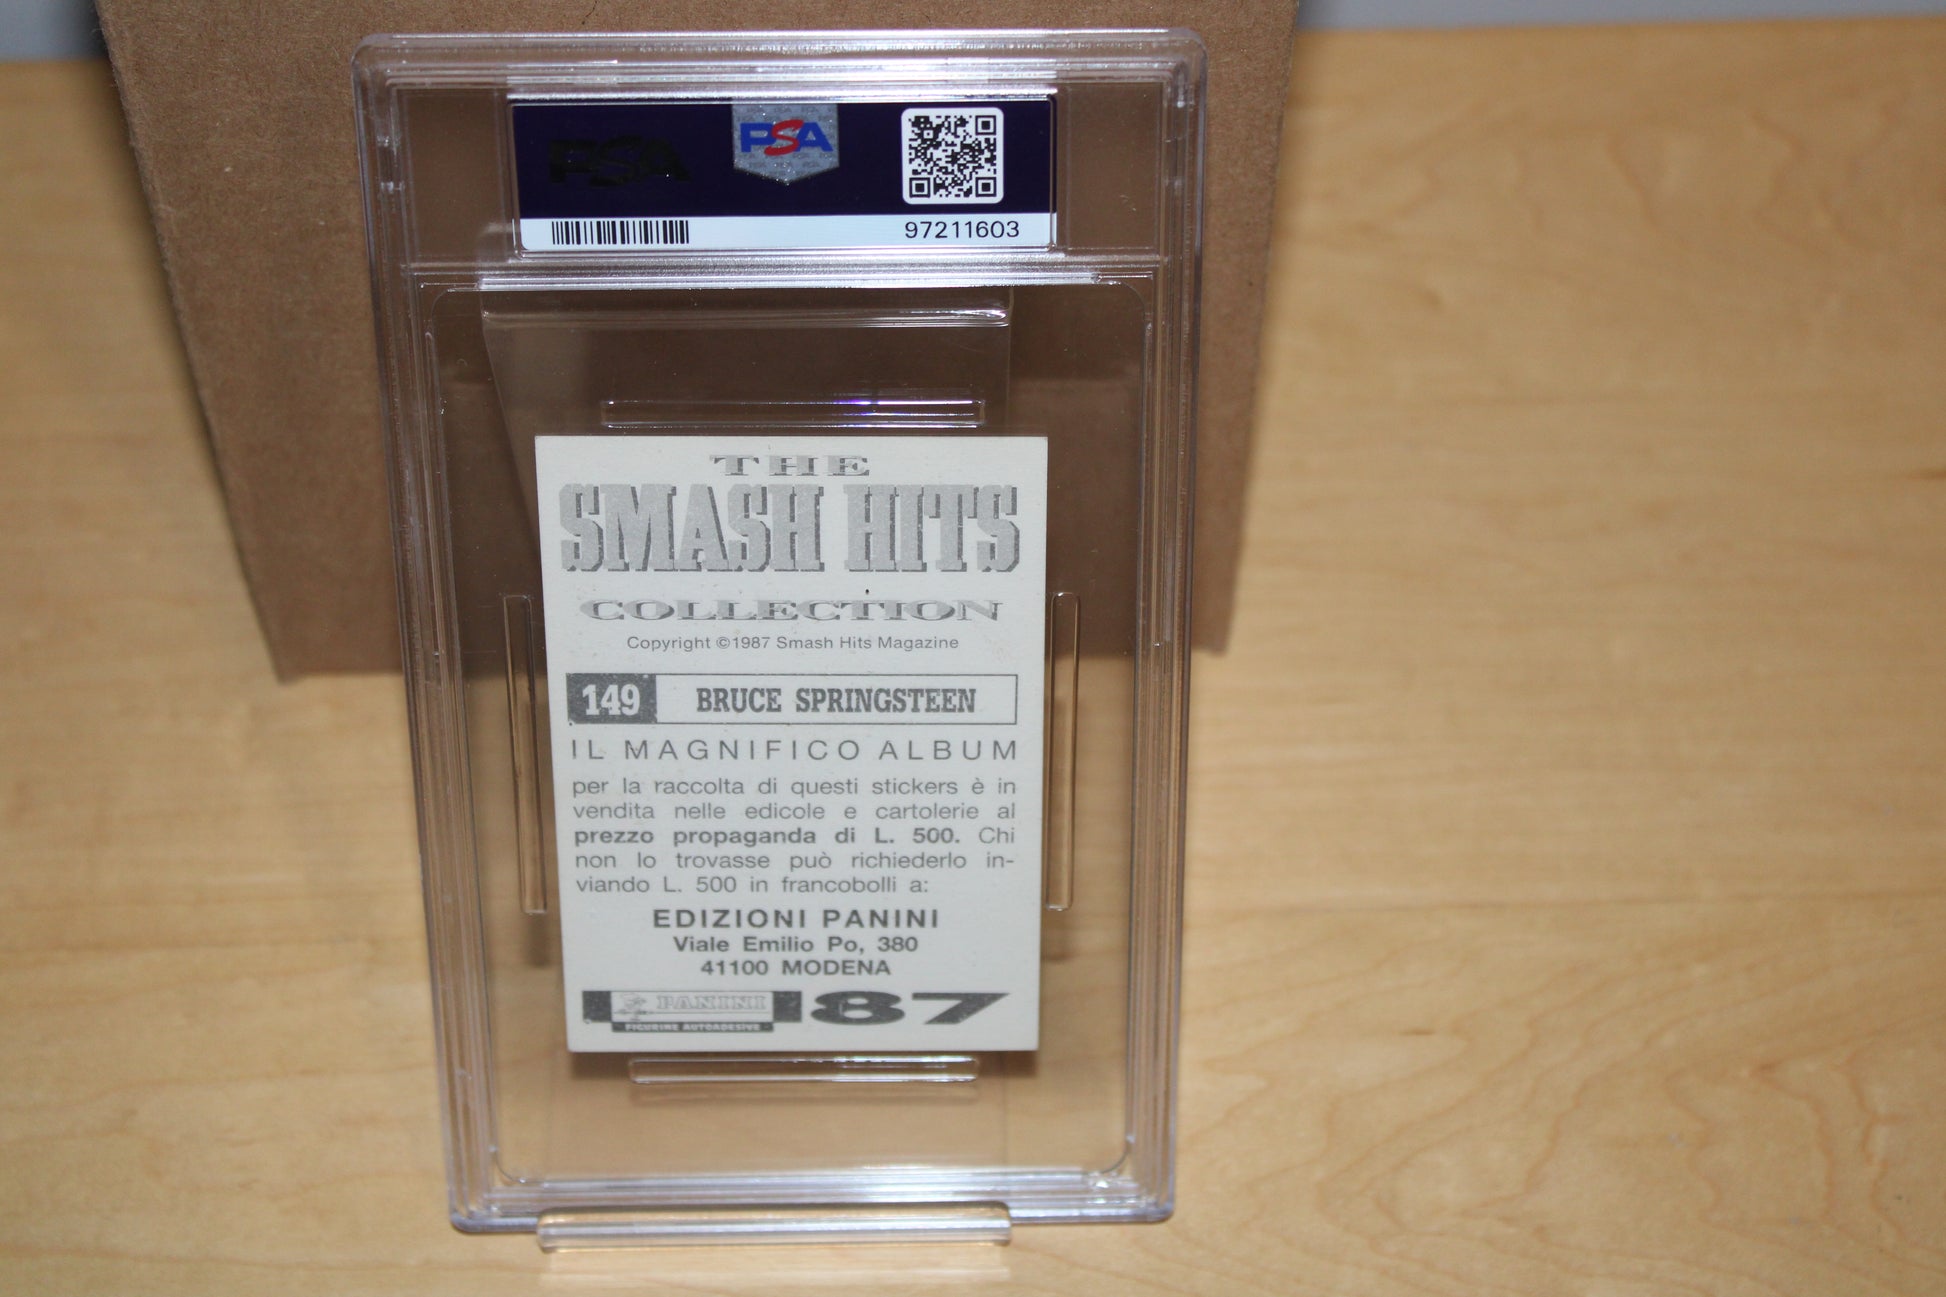 PSA
PSA
97211603
THE
SMASH HITS
COLLECTION
Copyright ©1987 Smash Hits Magazine
149 BRUCE SPRINGSTEEN
IL MAGNIFICO ALBUM
per la raccolta di questi stickers è in
vendita nelle edicole e cartolerie al
prezzo propaganda di L. 500. Chi
non lo trovasse può richiederlo in-
viando L. 500 in francobolli a:
EDIZIONI PANINI
Viale Emilio Po, 380
41100 MODENA
PANINI 87
FIGURINE AUTOADESIVE